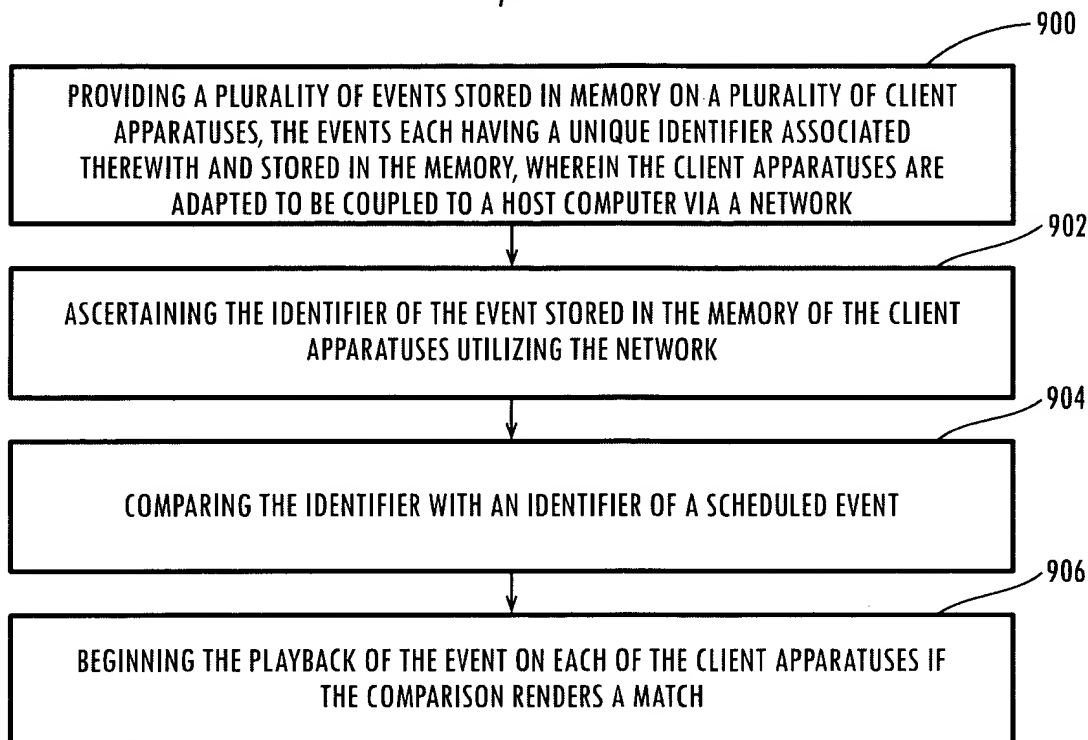 900
PROVIDING A PLURALITY OF EVENTS STORED IN MEMORY ON A PLURALITY OF CLIENT
APPARATUSES, THE EVENTS EACH HAVING A UNIQUE IDENTIFIER ASSOCIATED
THEREWITH AND STORED IN THE MEMORY, WHEREIN THE CLIENT APPARATUSES ARE
ADAPTED TO BE COUPLED TO A HOST COMPUTER VIA A NETWORK
902
ASCERTAINING THE IDENTIFIER OF THE EVENT STORED IN THE MEMORY OF THE CLIENT
APPARATUSES UTILIZING THE NETWORK
904
COMPARING THE IDENTIFIER WITH AN IDENTIFIER OF A SCHEDULED EVENT
906
BEGINNING THE PLAYBACK OF THE EVENT ON EACH OF THE CLIENT APPARATUSES IF
THE COMPARISON RENDERS A MATCH